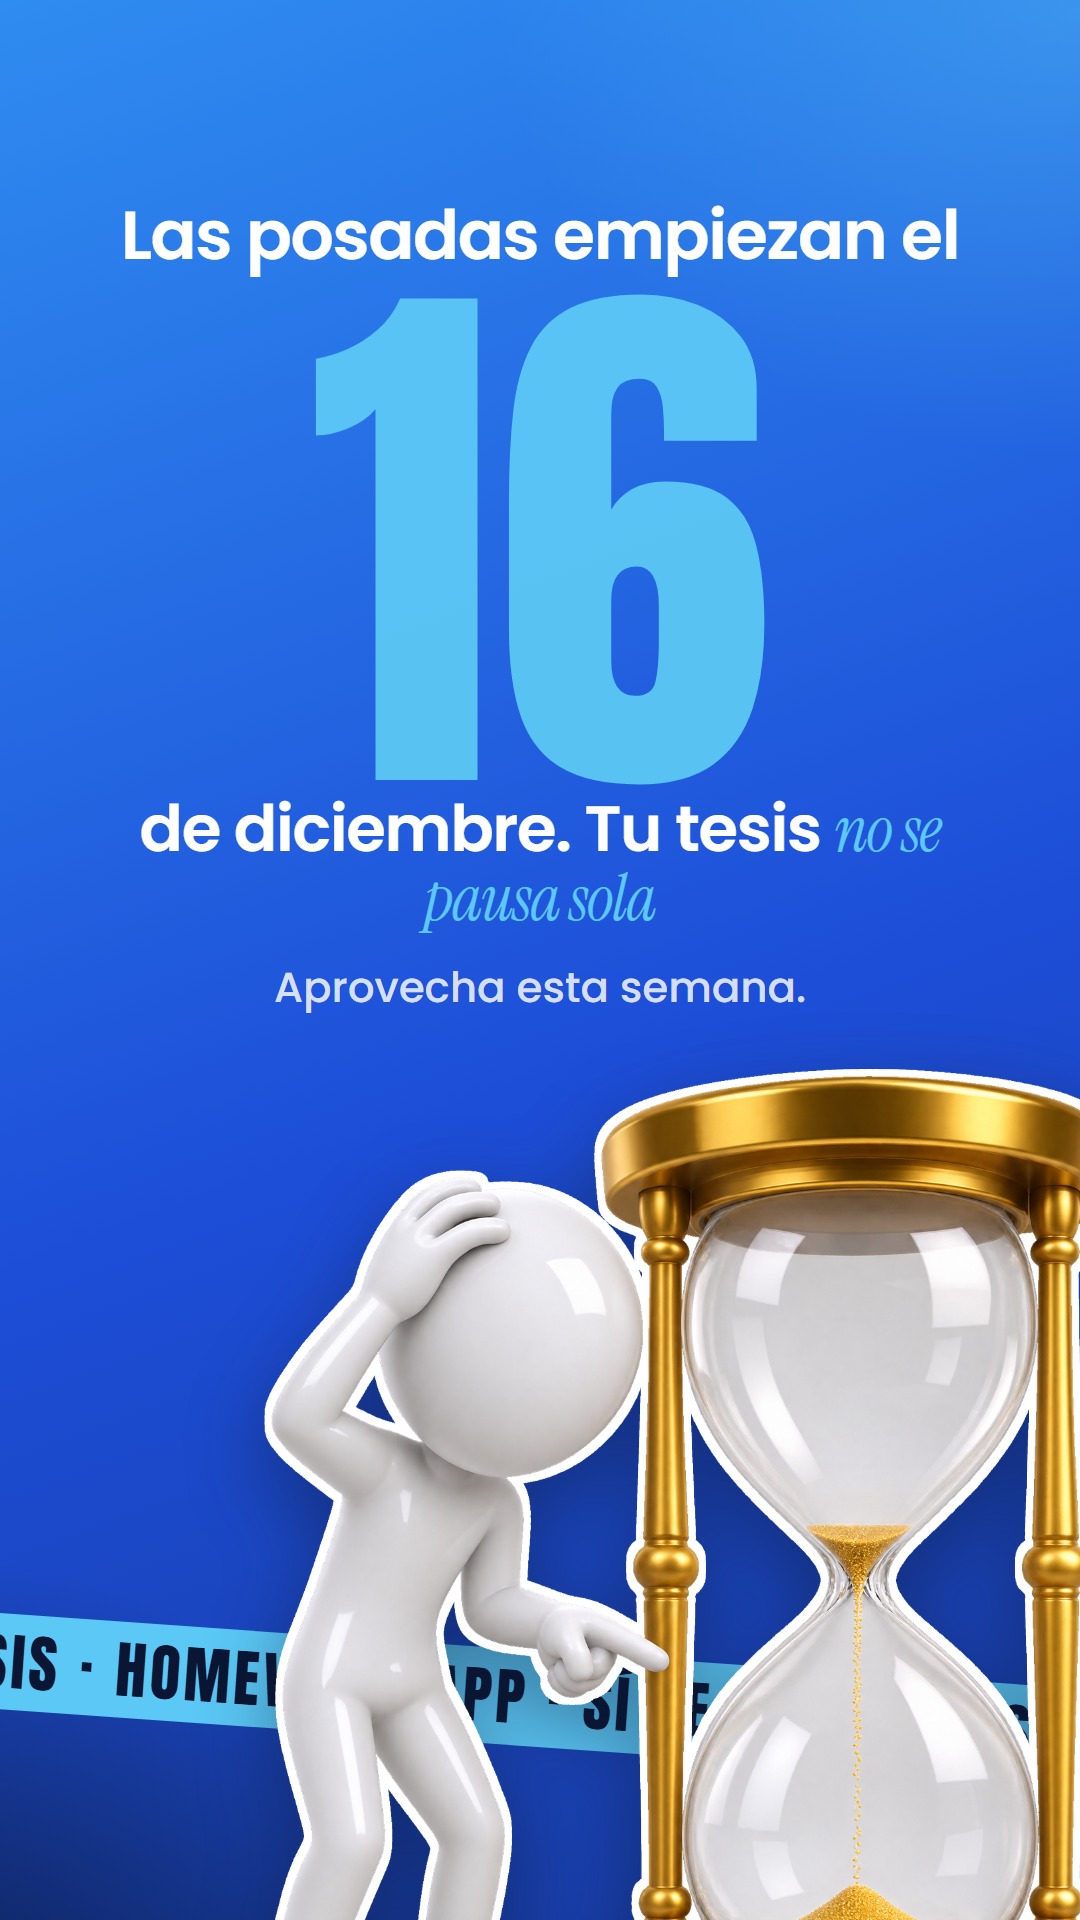 Las posadas empiezan el
16
de diciembre. Tu tesis no se
pausa sola
Aprovecha esta semana.